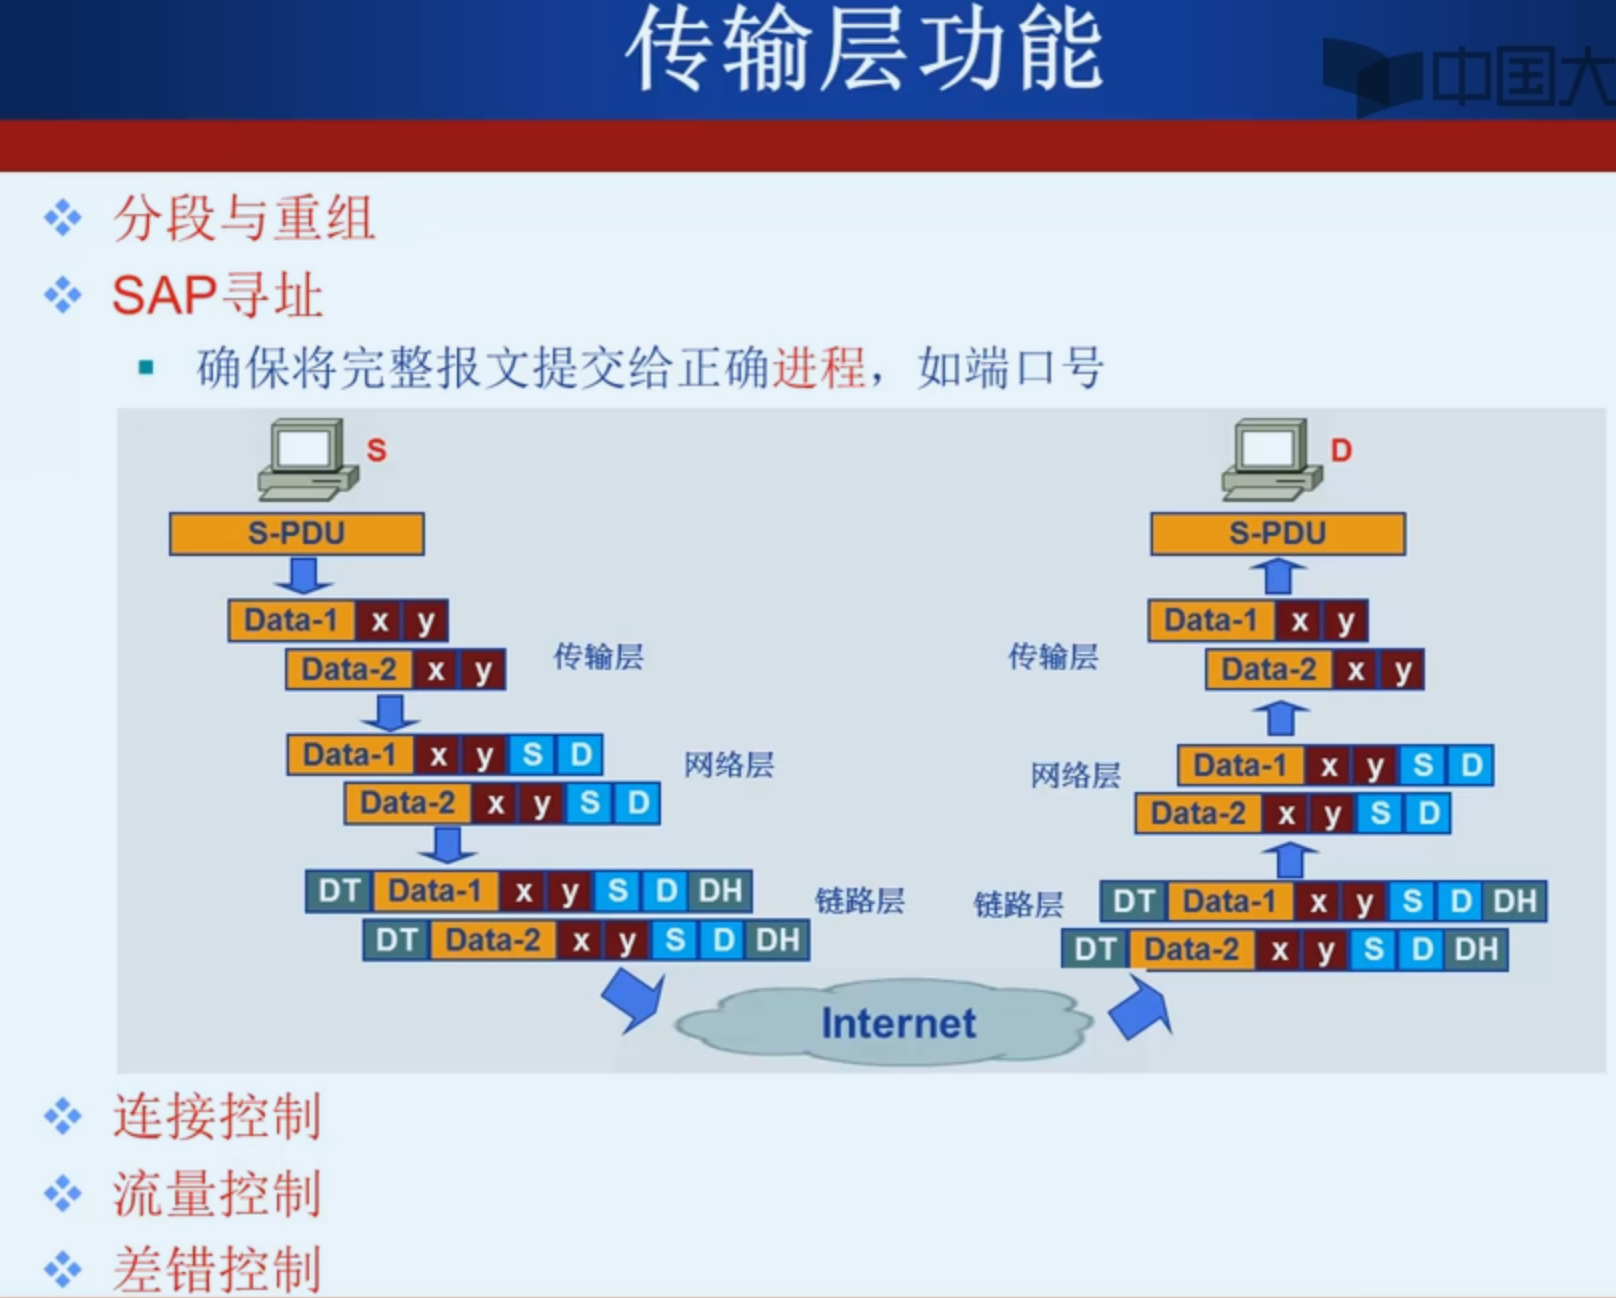 传输层功能
中国大
分段与重组
SAP寻址
确保将完整报文提交给正确进程，如端口号
S
D
S-PDU
S-PDU
Data-1 x y
Data-2 x y
传输层
传输层
Data-1 x y
Data-2 x y
Data-1 x y S D
Data-2 x y S D
网络层
网络层
Data-1 x y S D
Data-2 x y S D
DT Data-1 x y S D DH
DT Data-2 x y S D DH
链路层
链路层
DT Data-1 x y S D DH
DT Data-2 x y S D DH
Internet
连接控制
流量控制
差错控制